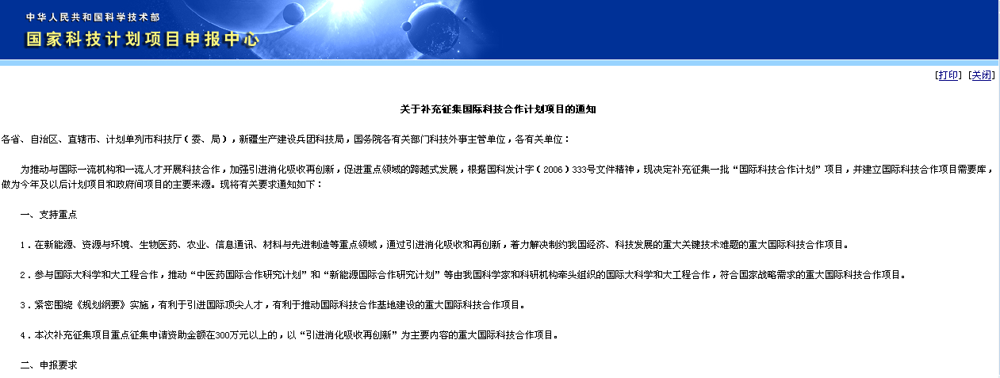 中华人民共和国科学技术部
国家科技计划项目申报中心
[打印] [关闭]
关于补充征集国际科技合作计划项目的通知
各省、自治区、直辖市、计划单列市科技厅（委、局），新疆生产建设兵团科技局，国务院各有关部门科技外事主管单位，各有关单位：
为推动与国际一流机构和一流人才开展科技合作，加强引进消化吸收再创新，促进重点领域的跨越式发展，根据国科发计字（2006）333号文件精神，现决定补充征集一批“国际科技合作计划”项目，并建立国际科技合作项目需要库，
做为今年及以后计划项目和政府间项目的主要来源。现将有关要求通知如下：
一、支持重点
1．在新能源、资源与环境、生物医药、农业、信息通讯、材料与先进制造等重点领域，通过引进消化吸收和再创新，着力解决制约我国经济、科技发展的重大关键技术难题的重大国际科技合作项目。
2．参与国际大科学和大工程合作，推动“中医药国际合作研究计划”和“新能源国际合作研究计划”等由我国科学家和科研机构牵头组织的国际大科学和大工程合作，符合国家战略需求的重大国际科技合作项目。
3．紧密围绕《规划纲要》实施，有利于引进国际顶尖人才，有利于推动国际科技合作基地建设的重大国际科技合作项目。
4．本次补充征集项目重点征集申请资助金额在300万元以上的，以“引进消化吸收再创新”为主要内容的重大国际科技合作项目。
二、申报要求